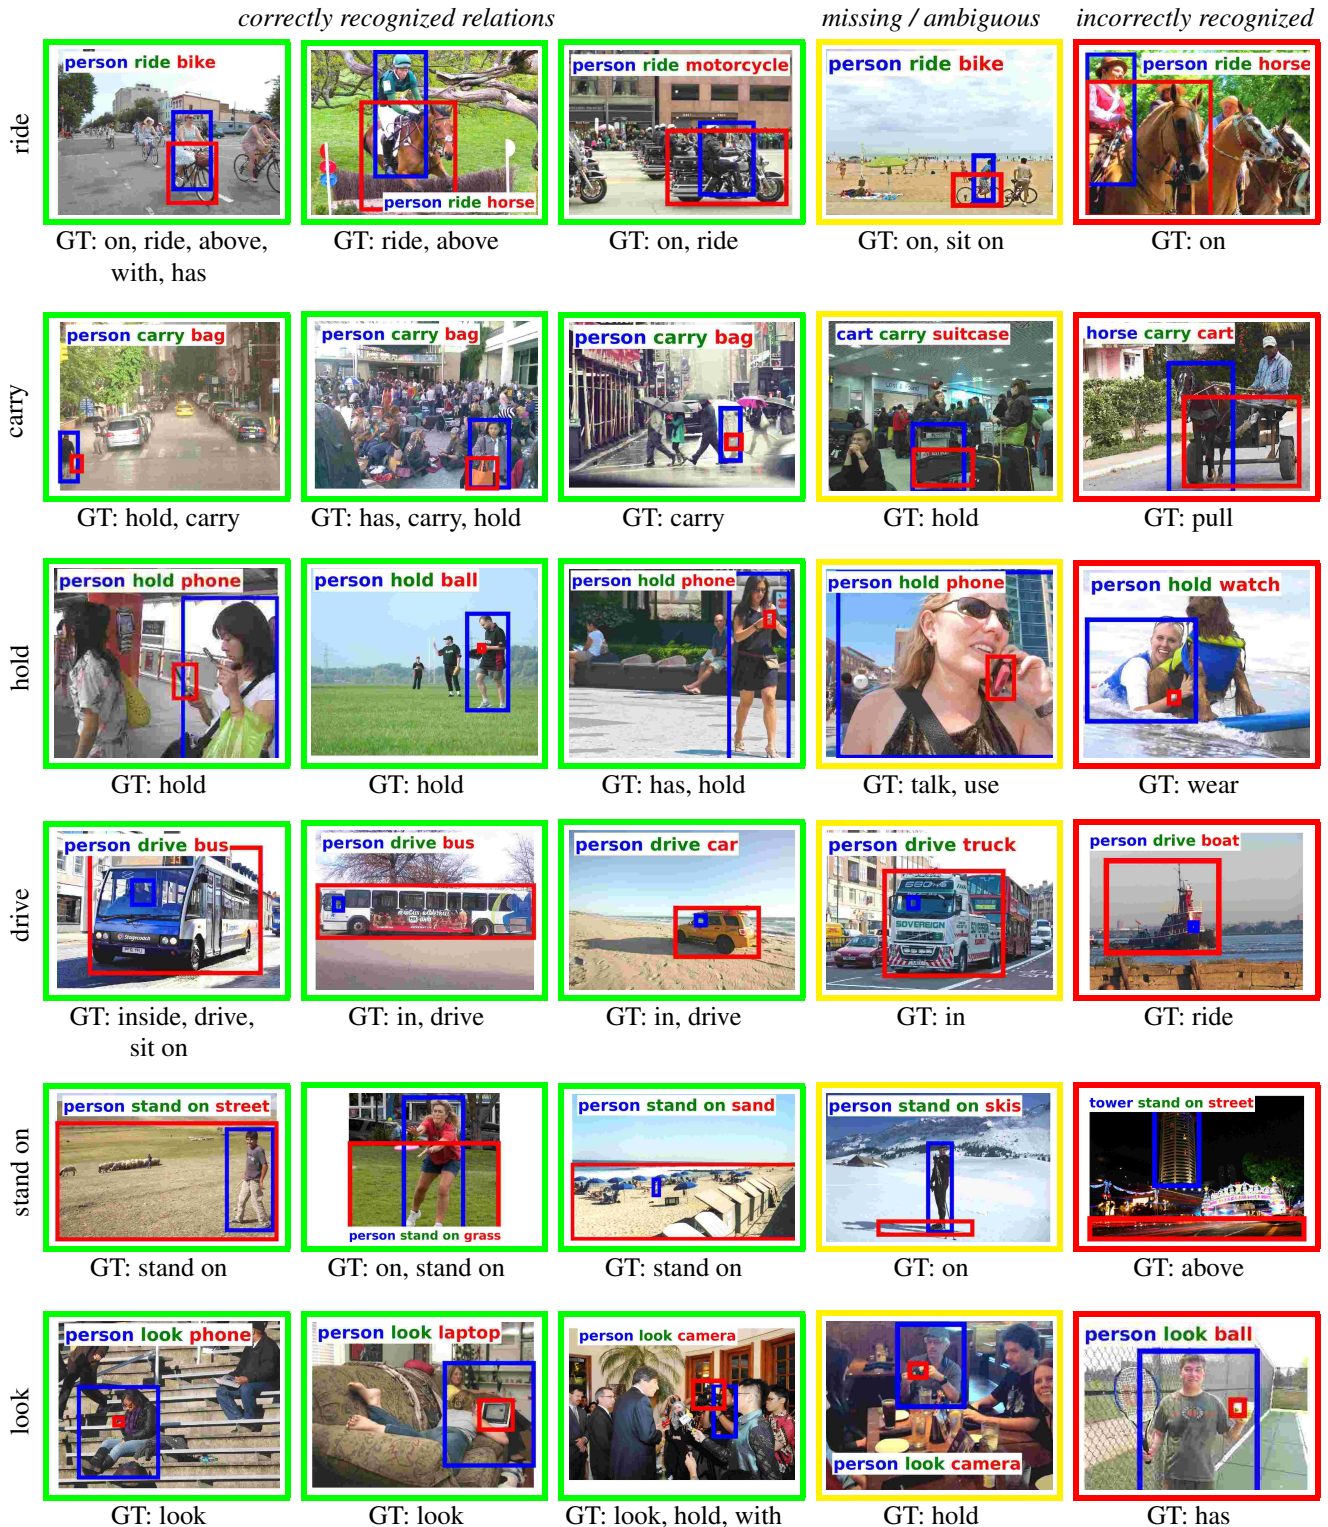 correctly recognized relations missing / ambiguous incorrectly recognized
ride
person ride bike
person ride horse
person ride motorcycle
person ride bike
person ride horse
GT: on, ride, above,
with, has
GT: ride, above
GT: on, ride
GT: on, sit on
GT: on
carry
person carry bag
person carry bag
person carry bag
cart carry suitcase
horse carry cart
GT: hold, carry
GT: has, carry, hold
GT: carry
GT: hold
GT: pull
hold
person hold phone
person hold ball
person hold phone
person hold phone
person hold watch
GT: hold
GT: hold
GT: has, hold
GT: talk, use
GT: wear
drive
person drive bus
Stagecoach
person drive bus
person drive car
person drive truck
SOVEREIGN
person drive boat
GT: inside, drive,
sit on
GT: in, drive
GT: in, drive
GT: in
GT: ride
stand on
person stand on street
person stand on grass
person stand on sand
person stand on skis
tower stand on street
GT: stand on
GT: on, stand on
GT: stand on
GT: on
GT: above
look
person look phone
person look laptop
person look camera
person look camera
person look ball
GT: look
GT: look
GT: look, hold, with
GT: hold
GT: has